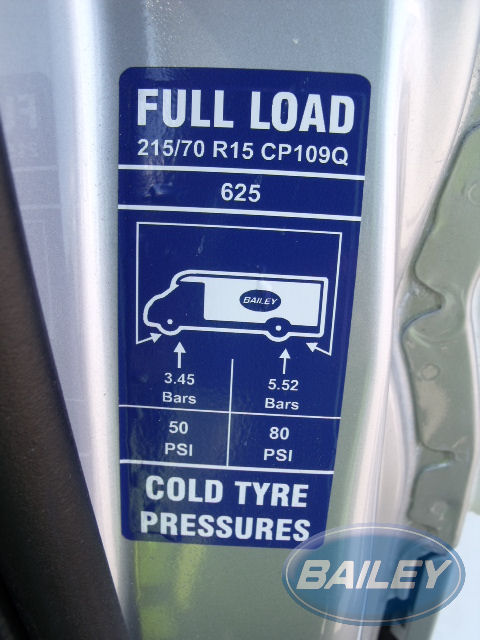 FULL LOAD
215/70 R15 CP109Q
625
BAILEY
3.45 5.52
Bars Bars
50 80
PSI PSI
COLD TYRE
PRESSURES
BAILEY